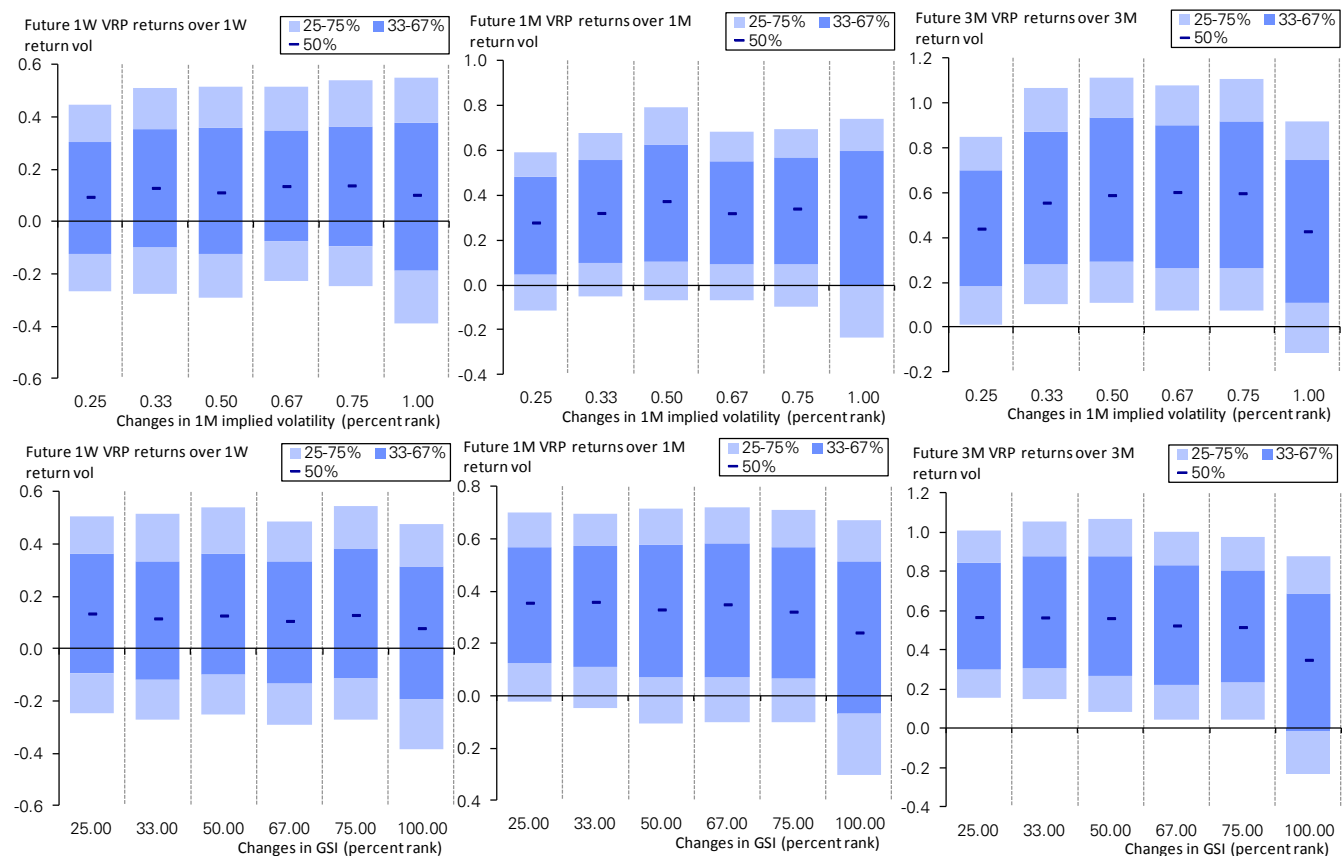 Future 1W VRP returns over 1W
return vol
25-75% 33-67%
50%
0.6
0.4
0.2
0.0
-0.2
-0.4
-0.6
0.25 0.33 0.50 0.67 0.75 1.00
Changes in 1M implied volatility (percent rank)
Future 1M VRP returns over 1M
return vol
25-75% 33-67%
50%
1.0
0.8
0.6
0.4
0.2
0.0
-0.2
-0.4
0.25 0.33 0.50 0.67 0.75 1.00
Changes in 1M implied volatility (percent rank)
Future 3M VRP returns over 3M
return vol
25-75% 33-67%
50%
1.2
1.0
0.8
0.6
0.4
0.2
0.0
-0.2
0.25 0.33 0.50 0.67 0.75 1.00
Changes in 1M implied volatility (percent rank)
Future 1W VRP returns over 1W
return vol
25-75% 33-67%
50%
0.6
0.4
0.2
0.0
-0.2
-0.4
-0.6
25.00 33.00 50.00 67.00 75.00 100.00
Changes in GSI (percent rank)
Future 1M VRP returns over 1M
return vol
25-75% 33-67%
50%
0.8
0.6
0.4
0.2
0.0
0.2
0.4
25.00 33.00 50.00 67.00 75.00 100.00
Changes in GSI (percent rank)
Future 3M VRP returns over 3M
return vol
25-75% 33-67%
50%
1.2
1.0
0.8
0.6
0.4
0.2
0.0
-0.2
-0.4
25.00 33.00 50.00 67.00 75.00 100.00
Changes in GSI (percent rank)